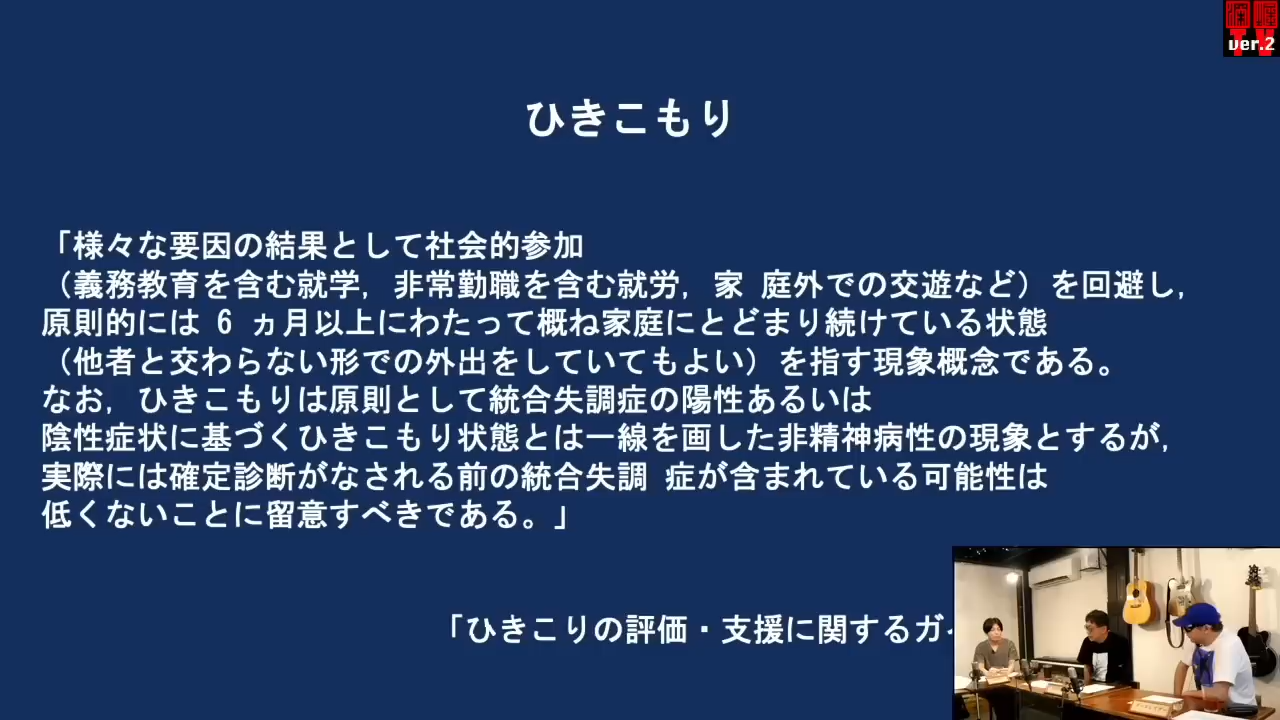 深堀
TV
ver.2
ひきこもり
「様々な要因の結果として社会的参加
（義務教育を含む就学，非常勤職を含む就労，家 庭外での交遊など）を回避し，
原則的には 6 ヵ月以上にわたって概ね家庭にとどまり続けている状態
（他者と交わらない形での外出をしていてもよい）を指す現象概念である。
なお，ひきこもりは原則として統合失調症の陽性あるいは
陰性症状に基づくひきこもり状態とは一線を画した非精神病性の現象とするが，
実際には確定診断がなされる前の統合失調 症が含まれている可能性は
低くないことに留意すべきである。」
「ひきこりの評価・支援に関するガ